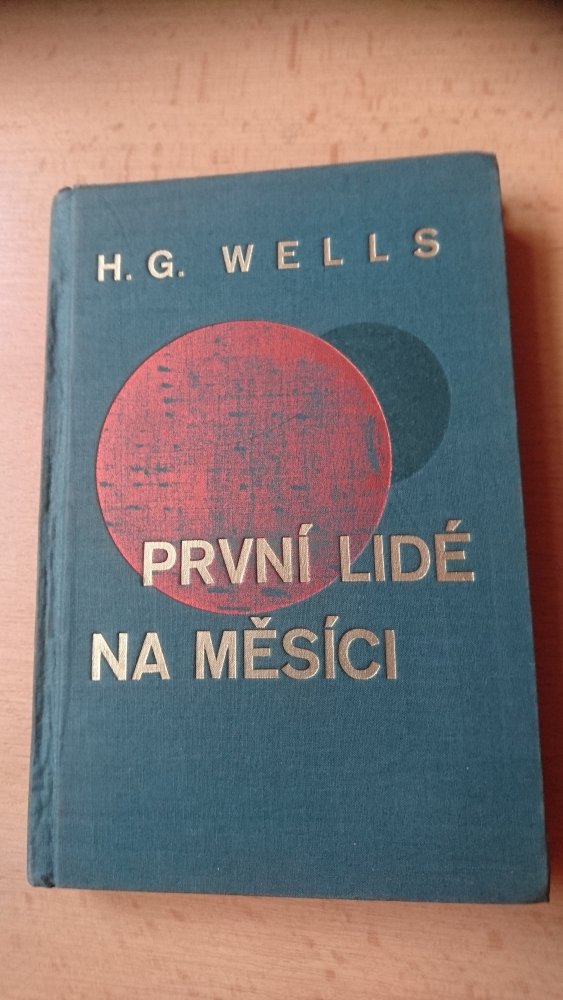 H. G. WELLS
PRVNÍ LIDÉ
NA MĚSÍCI